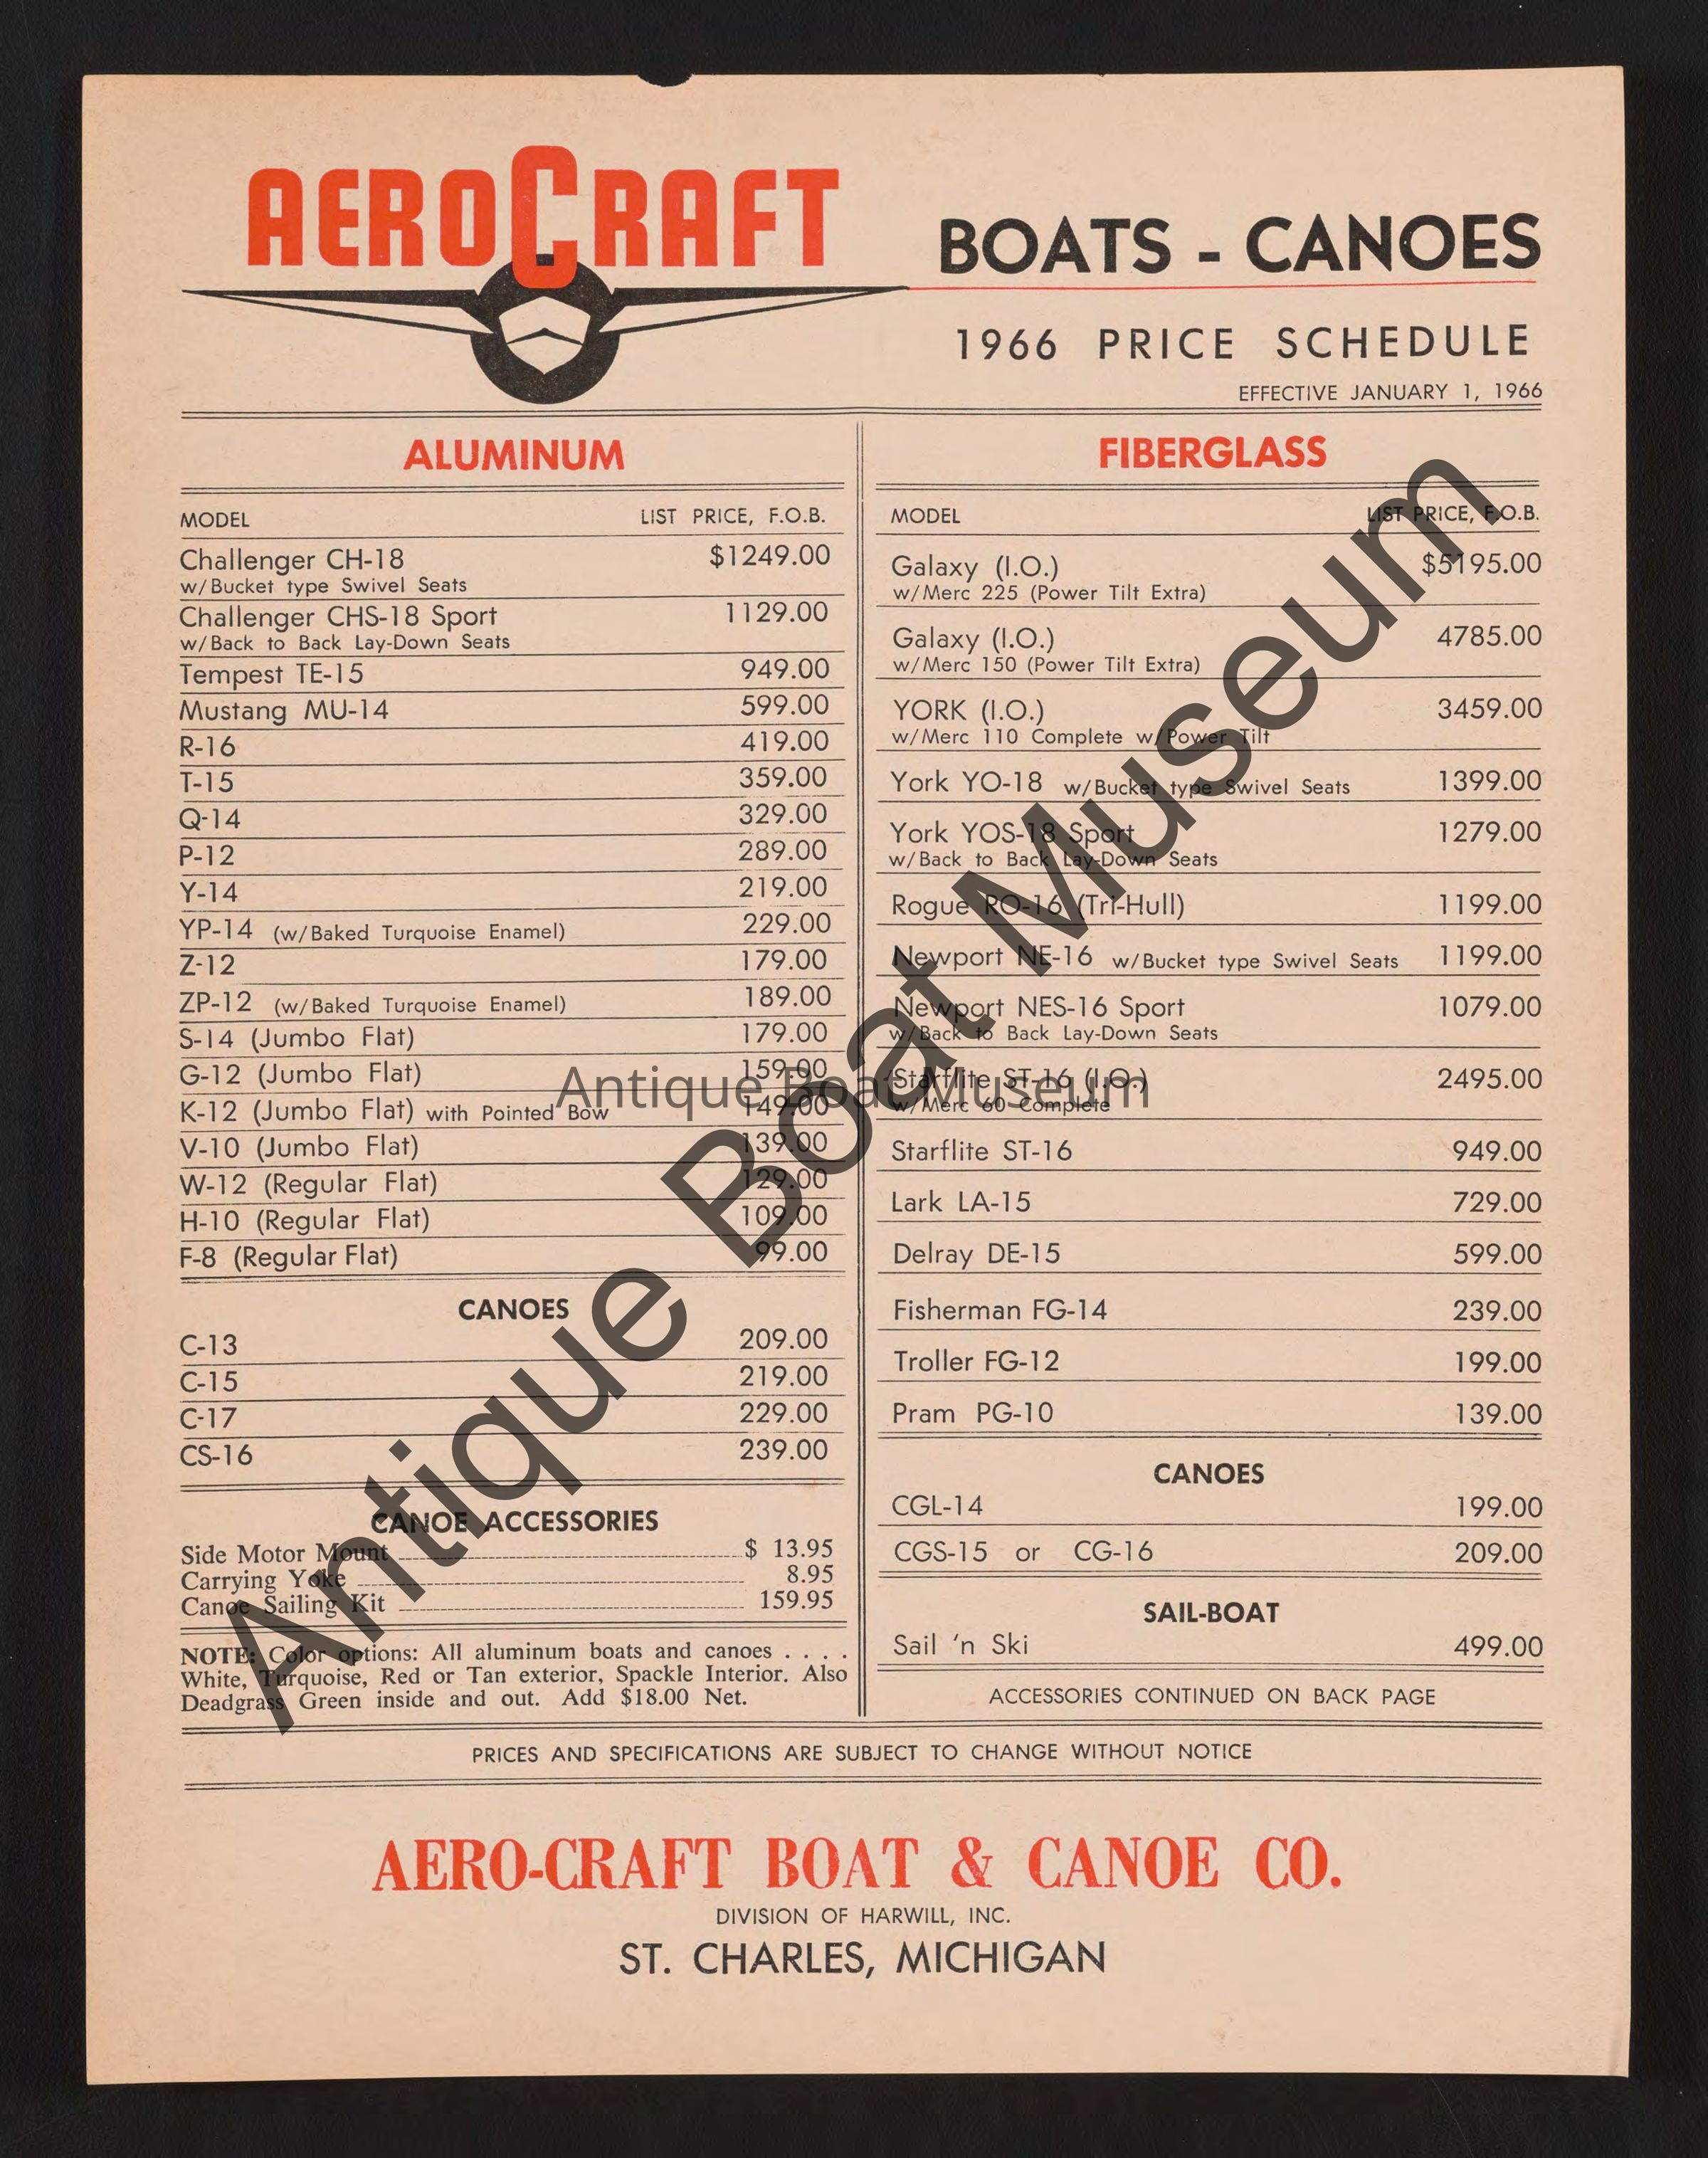 AEROCRAFT
BOATS - CANOES
1966 PRICE SCHEDULE
EFFECTIVE JANUARY 1, 1966
ALUMINUM
MODEL LIST PRICE, F.O.B.
Challenger CH-18 $1249.00
w/Bucket type Swivel Seats
Challenger CHS-18 Sport 1129.00
w/Back to Back Lay-Down Seats
Tempest TE-15 949.00
Mustang MU-14 599.00
R-16 419.00
T-15 359.00
Q-14 329.00
P-12 289.00
Y-14 219.00
YP-14 (w/Baked Turquoise Enamel) 229.00
Z-12 179.00
ZP-12 (w/Baked Turquoise Enamel) 189.00
S-14 (Jumbo Flat) 179.00
G-12 (Jumbo Flat) 159.00
K-12 (Jumbo Flat) with Pointed Bow 149.00
V-10 (Jumbo Flat) 139.00
W-12 (Regular Flat) 129.00
H-10 (Regular Flat) 109.00
F-8 (Regular Flat) 99.00
CANOES
C-13 209.00
C-15 219.00
C-17 229.00
CS-16 239.00
CANOE ACCESSORIES
Side Motor Mount $ 13.95
Carrying Yoke 8.95
Canoe Sailing Kit 159.95
NOTE: Color options: All aluminum boats and canoes . . . .
White, Turquoise, Red or Tan exterior, Spackle Interior. Also
Deadgrass Green inside and out. Add $18.00 Net.
FIBERGLASS
MODEL LIST PRICE, F.O.B.
Galaxy (I.O.) $5195.00
w/Merc 225 (Power Tilt Extra)
Galaxy (I.O.) 4785.00
w/Merc 150 (Power Tilt Extra)
YORK (I.O.) 3459.00
w/Merc 110 Complete w/Power Tilt
York YO-18 w/Bucket type Swivel Seats 1399.00
York YOS-18 Sport 1279.00
w/Back to Back Lay-Down Seats
Rogue RO-16 (Tri-Hull) 1199.00
Newport NE-16 w/Bucket type Swivel Seats 1199.00
Newport NES-16 Sport 1079.00
w/Back to Back Lay-Down Seats
Starflite ST-16 (I.O.) 2495.00
w/Merc 60 Complete
Starflite ST-16 949.00
Lark LA-15 729.00
Delray DE-15 599.00
Fisherman FG-14 239.00
Troller FG-12 199.00
Pram PG-10 139.00
CANOES
CGL-14 199.00
CGS-15 or CG-16 209.00
SAIL-BOAT
Sail 'n Ski 499.00
ACCESSORIES CONTINUED ON BACK PAGE
PRICES AND SPECIFICATIONS ARE SUBJECT TO CHANGE WITHOUT NOTICE
AERO-CRAFT BOAT & CANOE CO.
DIVISION OF HARWILL, INC.
ST. CHARLES, MICHIGAN
Antique Boat Museum
Antique Boat Museum